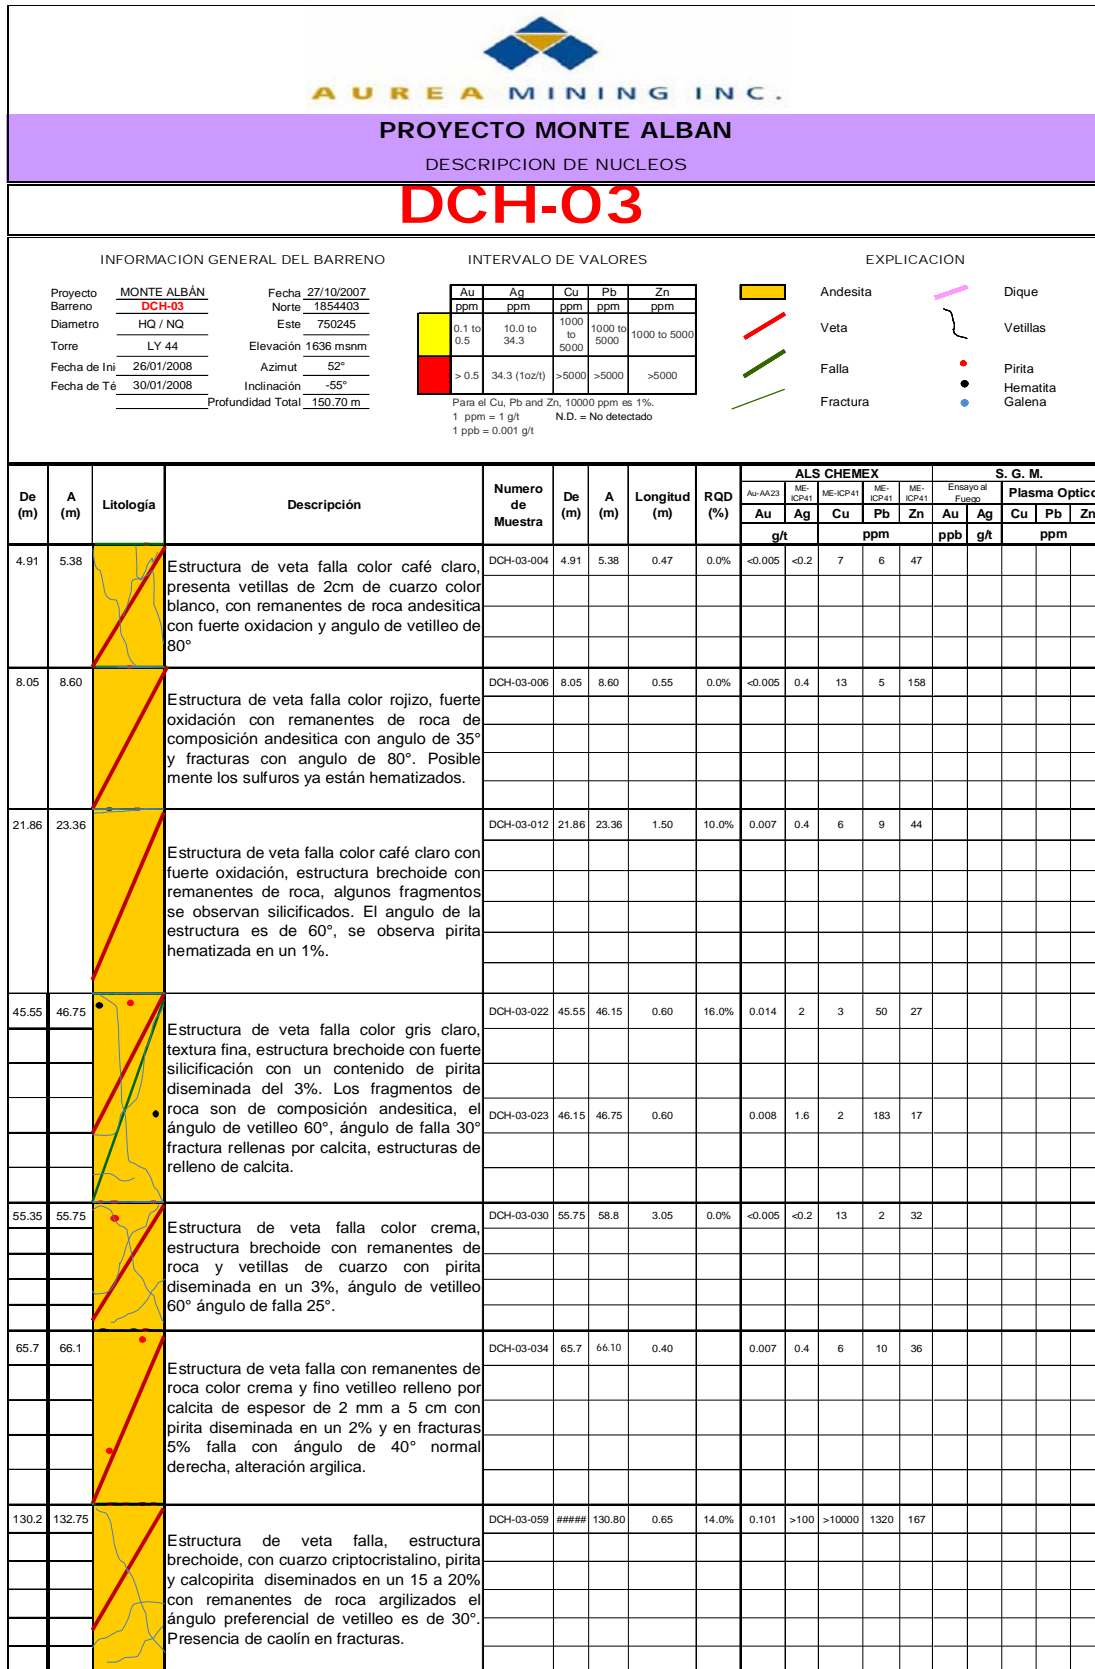 AUREA MINING INC.
PROYECTO MONTE ALBAN
DESCRIPCION DE NUCLEOS
DCH-03
INFORMACIÓN GENERAL DEL BARRENO
Proyecto MONTE ALBÁN Fecha 27/10/2007
Barreno DCH-03 Norte 1854403
Diametro HQ / NQ Este 750245
Torre LY 44 Elevación 1636 msnm
Fecha de Ini 26/01/2008 Azimut 52°
Fecha de Té 30/01/2008 Inclinación -55°
Profundidad Total 150.70 m
INTERVALO DE VALORES
Au Ag Cu Pb Zn
ppm ppm ppm ppm ppm
0.1 to 0.5 10.0 to 34.3 1000 to 5000 1000 to 5000 1000 to 5000
> 0.5 34.3 (1oz/t) >5000 >5000 >5000
Para el Cu, Pb and Zn, 10000 ppm es 1%.
1 ppm = 1 g/t N.D. = No detectado
1 ppb = 0.001 g/t
EXPLICACIÓN
Andesita Dique
Veta Vetillas
Falla Pirita
Hematita
Fractura Galena
De (m) A (m) Litología Descripción Numero de Muestra De (m) A (m) Longitud (m) RQD (%)
ALS CHEMEX S. G. M.
Au-AA23 ME-ICP41 ME-ICP41 ME-ICP41 ME-ICP41 Ensayo al Fuego Plasma Optico
Au Ag Cu Pb Zn Au Ag Cu Pb Zn
g/t ppm ppb g/t ppm
4.91 5.38 DCH-03-004 4.91 5.38 0.47 0.0% <0.005 <0.2 7 6 47
Estructura de veta falla color café claro,
presenta vetillas de 2cm de cuarzo color
blanco, con remanentes de roca andesitica
con fuerte oxidacion y angulo de vetilleo de
80°
8.05 8.60 DCH-03-006 8.05 8.60 0.55 0.0% <0.005 0.4 13 5 158
Estructura de veta falla color rojizo, fuerte
oxidación con remanentes de roca de
composición andesitica con angulo de 35°
y fracturas con angulo de 80°. Posible
mente los sulfuros ya están hematizados.
21.86 23.36 DCH-03-012 21.86 23.36 1.50 10.0% 0.007 0.4 6 9 44
Estructura de veta falla color café claro con
fuerte oxidación, estructura brechoide con
remanentes de roca, algunos fragmentos
se observan silicificados. El angulo de la
estructura es de 60°, se observa pirita
hematizada en un 1%.
45.55 46.75 DCH-03-022 45.55 46.15 0.60 16.0% 0.014 2 3 50 27
Estructura de veta falla color gris claro,
textura fina, estructura brechoide con fuerte
silicificación con un contenido de pirita
diseminada del 3%. Los fragmentos de
roca son de composición andesitica, el
DCH-03-023 46.15 46.75 0.60 0.008 1.6 2 183 17
ángulo de vetilleo 60°, ángulo de falla 30°
fractura rellenas por calcita, estructuras de
relleno de calcita.
55.35 55.75 DCH-03-030 55.75 58.8 3.05 0.0% <0.005 <0.2 13 2 32
Estructura de veta falla color crema,
estructura brechoide con remanentes de
roca y vetillas de cuarzo con pirita
diseminada en un 3%, ángulo de vetilleo
60° ángulo de falla 25°.
65.7 66.1 DCH-03-034 65.7 66.10 0.40 0.007 0.4 6 10 36
Estructura de veta falla con remanentes de
roca color crema y fino vetilleo relleno por
calcita de espesor de 2 mm a 5 cm con
pirita diseminada en un 2% y en fracturas
5% falla con ángulo de 40° normal
derecha, alteración argilica.
130.2 132.75 DCH-03-059 ##### 130.80 0.65 14.0% 0.101 >100 >10000 1320 167
Estructura de veta falla, estructura
brechoide, con cuarzo criptocristalino, pirita
y calcopirita diseminados en un 15 a 20%
con remanentes de roca argilizados el
ángulo preferencial de vetilleo es de 30°.
Presencia de caolín en fracturas.